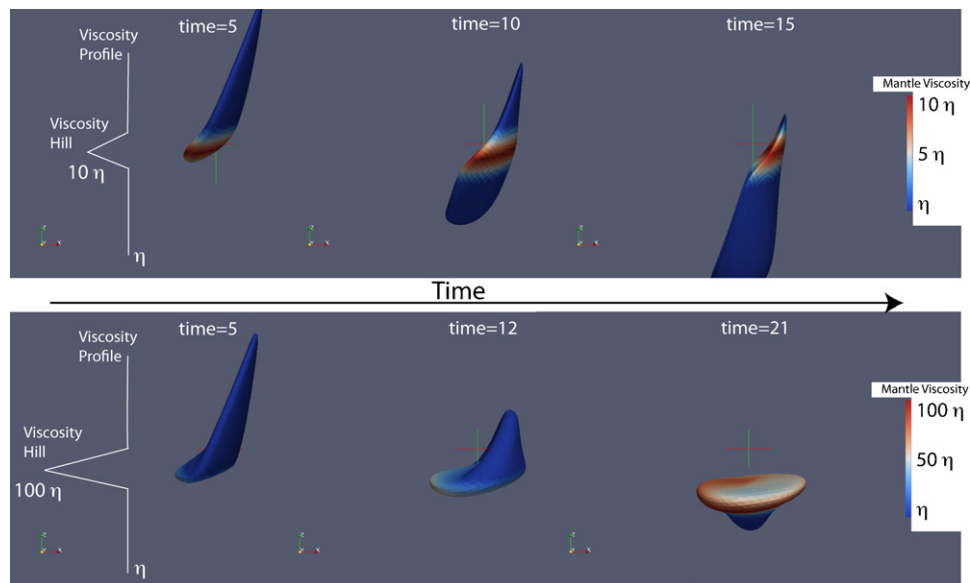 time=5
time=10
time=15
Viscosity
Profile
Viscosity
Hill
10 η
η
Mantle Viscosity
10 η
5 η
η
Time
time=5
time=12
time=21
Viscosity
Profile
Viscosity
Hill
100 η
η
Mantle Viscosity
100 η
50 η
η